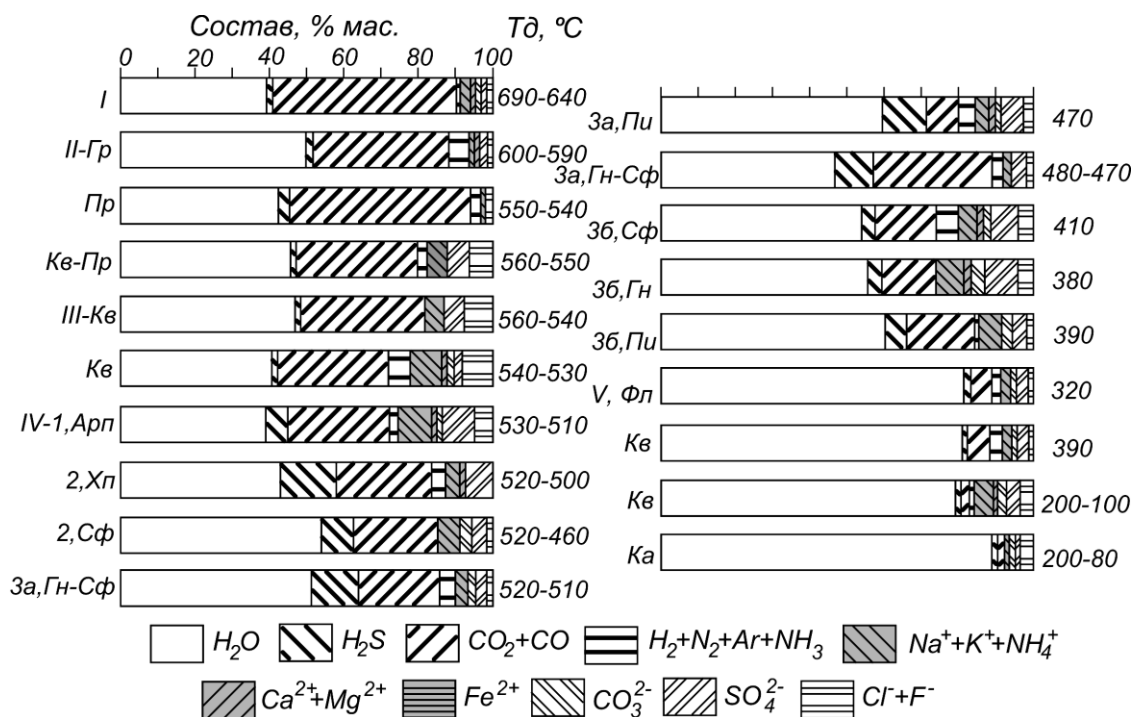 Состав, % мас. Тд, ºС
0 20 40 60 80 100
I 690-640
II-Гр 600-590
Пр 550-540
Кв-Пр 560-550
III-Кв 560-540
Кв 540-530
IV-1,Арп 530-510
2,Хп 520-500
2,Сф 520-460
3а,Гн-Сф 520-510
3а,Пи 470
3а,Гн-Сф 480-470
3б,Сф 410
3б,Гн 380
3б,Пи 390
V, Фл 320
Кв 390
Кв 200-100
Ка 200-80
H₂O H₂S CO₂+CO H₂+N₂+Ar+NH₃ Na⁺+K⁺+NH₄⁺
Ca²⁺+Mg²⁺ Fe²⁺ CO₃²⁻ SO₄²⁻ Cl⁻+F⁻